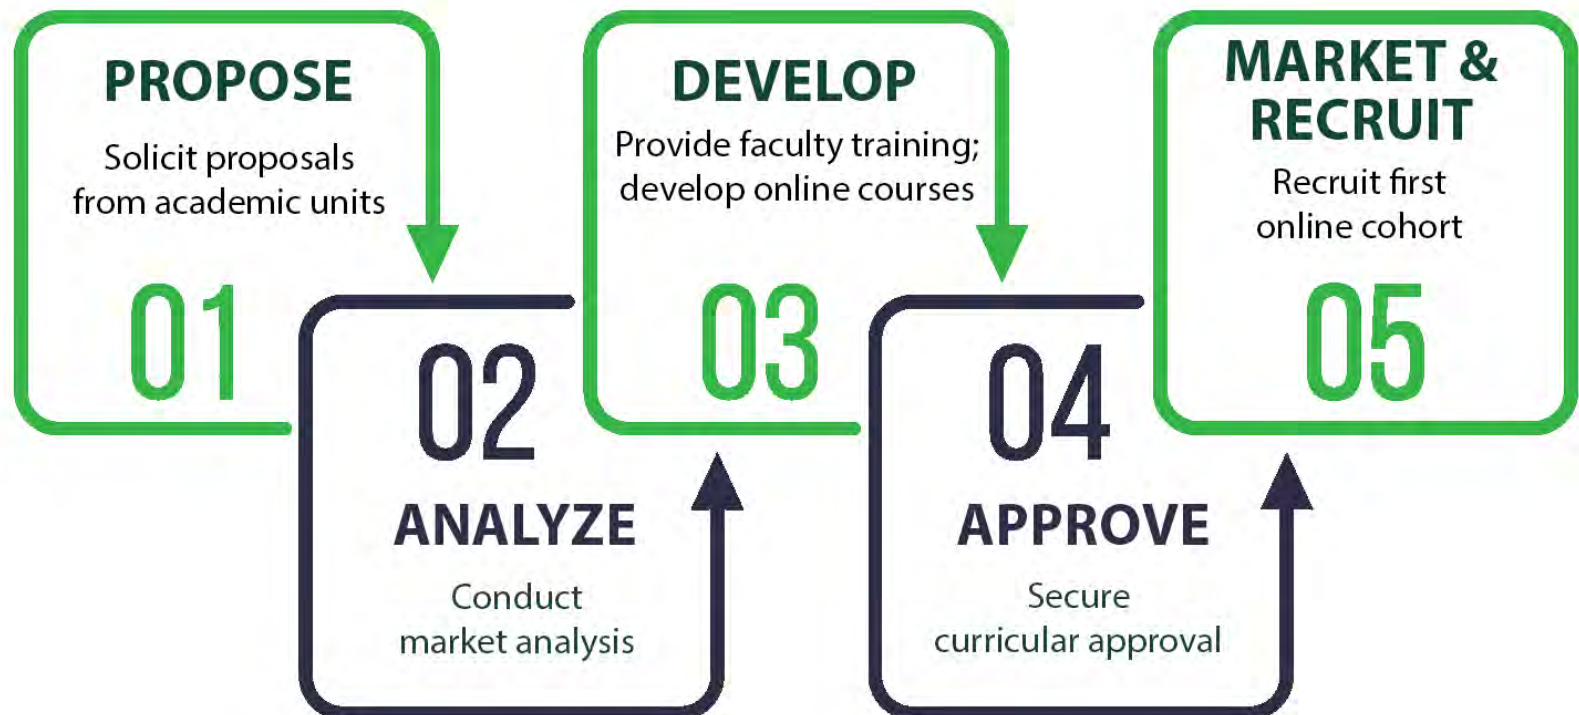 PROPOSE
Solicit proposals
from academic units
01
02
ANALYZE
Conduct
market analysis
DEVELOP
Provide faculty training;
develop online courses
03
04
APPROVE
Secure
curricular approval
MARKET &
RECRUIT
Recruit first
online cohort
05